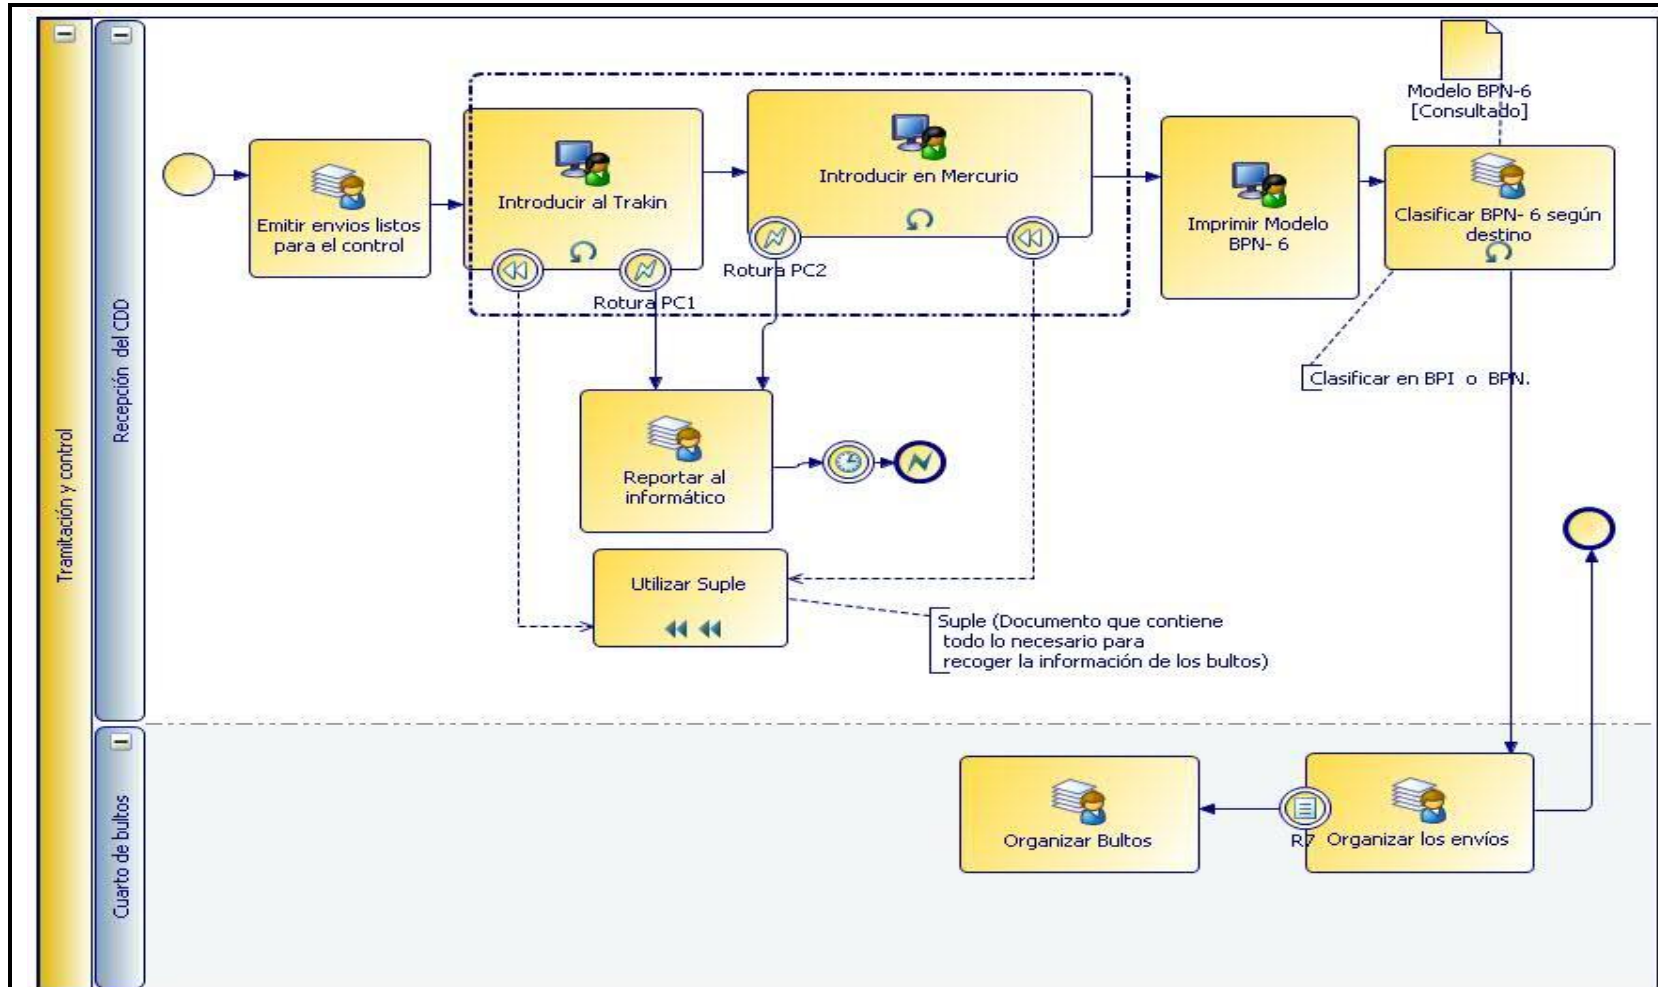 Tramitación y control
Recepción del CDD
Emitir envios listos
para el control
Introducir al Trakin
Rotura PC1
Introducir en Mercurio
Rotura PC2
Imprimir Modelo
BPN- 6
Modelo BPN-6
[Consultado]
Clasificar BPN- 6 según
destino
Clasificar en BPI o BPN.
Reportar al
informático
Utilizar Suple
Suple (Documento que contiene
todo lo necesario para
recoger la información de los bultos)
Cuarto de bultos
Organizar Bultos
R7
Organizar los envíos